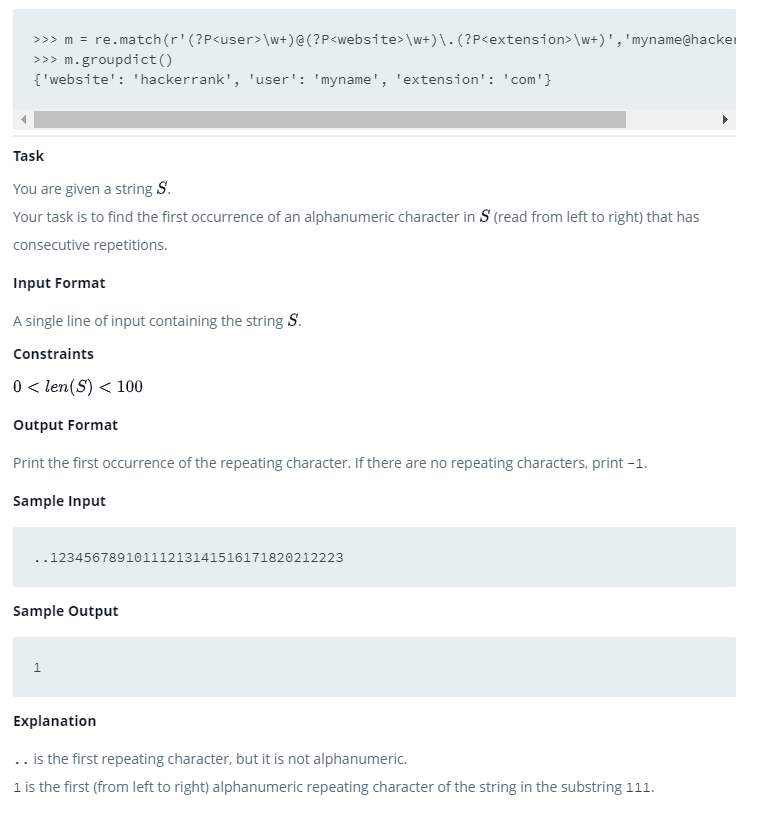 >>> m = re.match(r'(?P<user>\w+)@(?P<website>\w+)\.(?P<extension>\w+)','myname@hacker
>>> m.groupdict()
{'website': 'hackerrank', 'user': 'myname', 'extension': 'com'}
Task
You are given a string S.
Your task is to find the first occurrence of an alphanumeric character in S (read from left to right) that has
consecutive repetitions.
Input Format
A single line of input containing the string S.
Constraints
0 < len(S) < 100
Output Format
Print the first occurrence of the repeating character. If there are no repeating characters, print -1.
Sample Input
..12345678910111213141516171820212223
Sample Output
1
Explanation
.. is the first repeating character, but it is not alphanumeric.
1 is the first (from left to right) alphanumeric repeating character of the string in the substring 111.